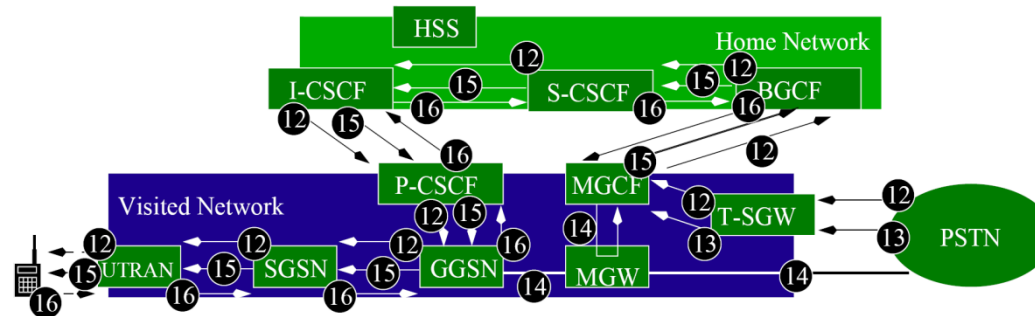 HSS
Home Network
12
12
15
15
I-CSCF
S-CSCF
BGCF
16
16
16
12
15
16
15
12
P-CSCF
MGCF
Visited Network
12
15
12
12
T-SGW
14
16
13
13
PSTN
12
12
12
UTRAN
SGSN
GGSN
MGW
15
15
15
14
14
16
16
16